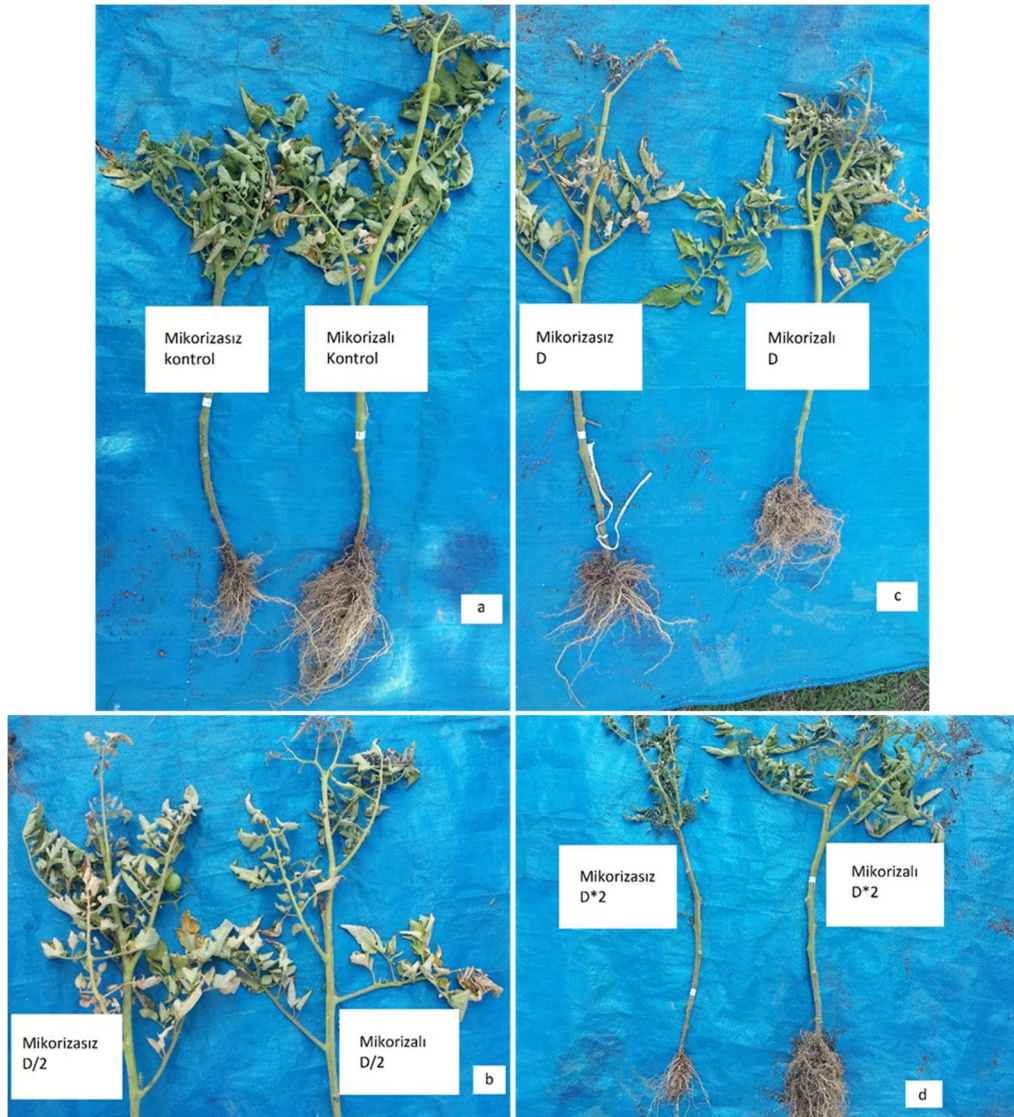 Mikorizasız
kontrol
Mikorizalı
Kontrol
a
Mikorizasız
D
Mikorizalı
D
c
Mikorizasız
D/2
Mikorizalı
D/2
b
Mikorizasız
D*2
Mikorizalı
D*2
d